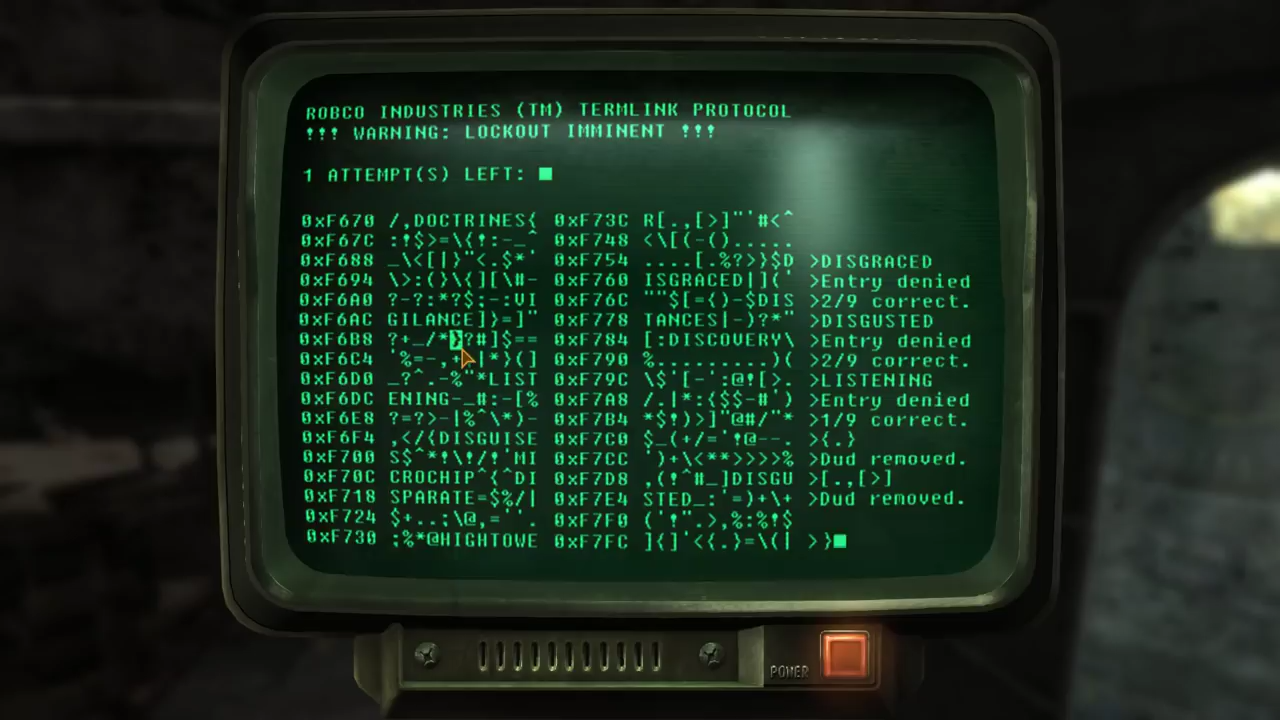 ROBCO INDUSTRIES (TM) TERMLINK PROTOCOL
!!! WARNING: LOCKOUT IMMINENT !!!
1 ATTEMPT(S) LEFT: ■
0xF670 /,DOCTRINES{ 0xF73C R[.,[>]"'#<^
0xF67C :!$>=\{!:-_^ 0xF748 <\[(-().....
0xF688 _\<[|}"<.$*' 0xF754 ....[.%?>}$D >DISGRACED
0xF694 \>:(}\{][\#- 0xF760 ISGRACED|](' >Entry denied
0xF6A0 ?-?:*?$;-:VI 0xF76C ""$[={)-$DIS >2/9 correct.
0xF6AC GILANCE]}=]" 0xF778 TANCES|-)?*" >DISGUSTED
0xF6B8 ?+_/*}?#]$== 0xF784 [:DISCOVERY\ >Entry denied
0xF6C4 '%=-,+ |*}(] 0xF790 %.........)( >2/9 correct.
0xF6D0 _?^.-%"*LIST 0xF79C \$'[-':@![>. >LISTENING
0xF6DC ENING-_#:-[% 0xF7A8 /.|*:{$$-#') >Entry denied
0xF6E8 ?=?>-|%^\*)- 0xF7B4 *$!)>]"@#/"* >1/9 correct.
0xF6F4 ,</{DISGUISE 0xF7C0 $_(+/='!@--. >{.}
0xF700 S$^*!\!/!'MI 0xF7CC ')+\<**>>>>% >Dud removed.
0xF70C CROCHIP^{^DI 0xF7D8 ,(!^#_]DISGU >[.,[>]
0xF718 SPARATE=$%/| 0xF7E4 STED_:'=)+\+ >Dud removed.
0xF724 $+..;\@,=''. 0xF7F0 ('!".>,%:%!$
0xF730 ;%*@HIGHTOWE 0xF7FC ]{]'<{.}=\(| >}■
POWER